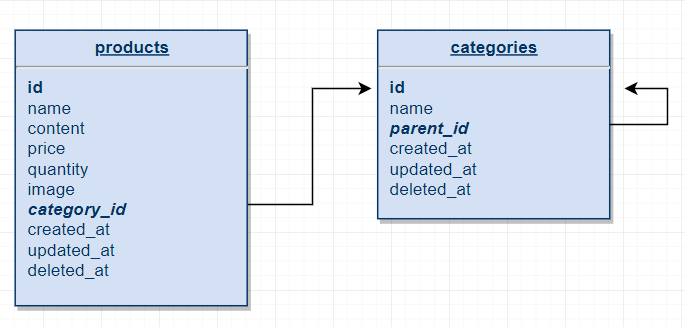 products
id
name
content
price
quantity
image
category_id
created_at
updated_at
deleted_at
categories
id
name
parent_id
created_at
updated_at
deleted_at